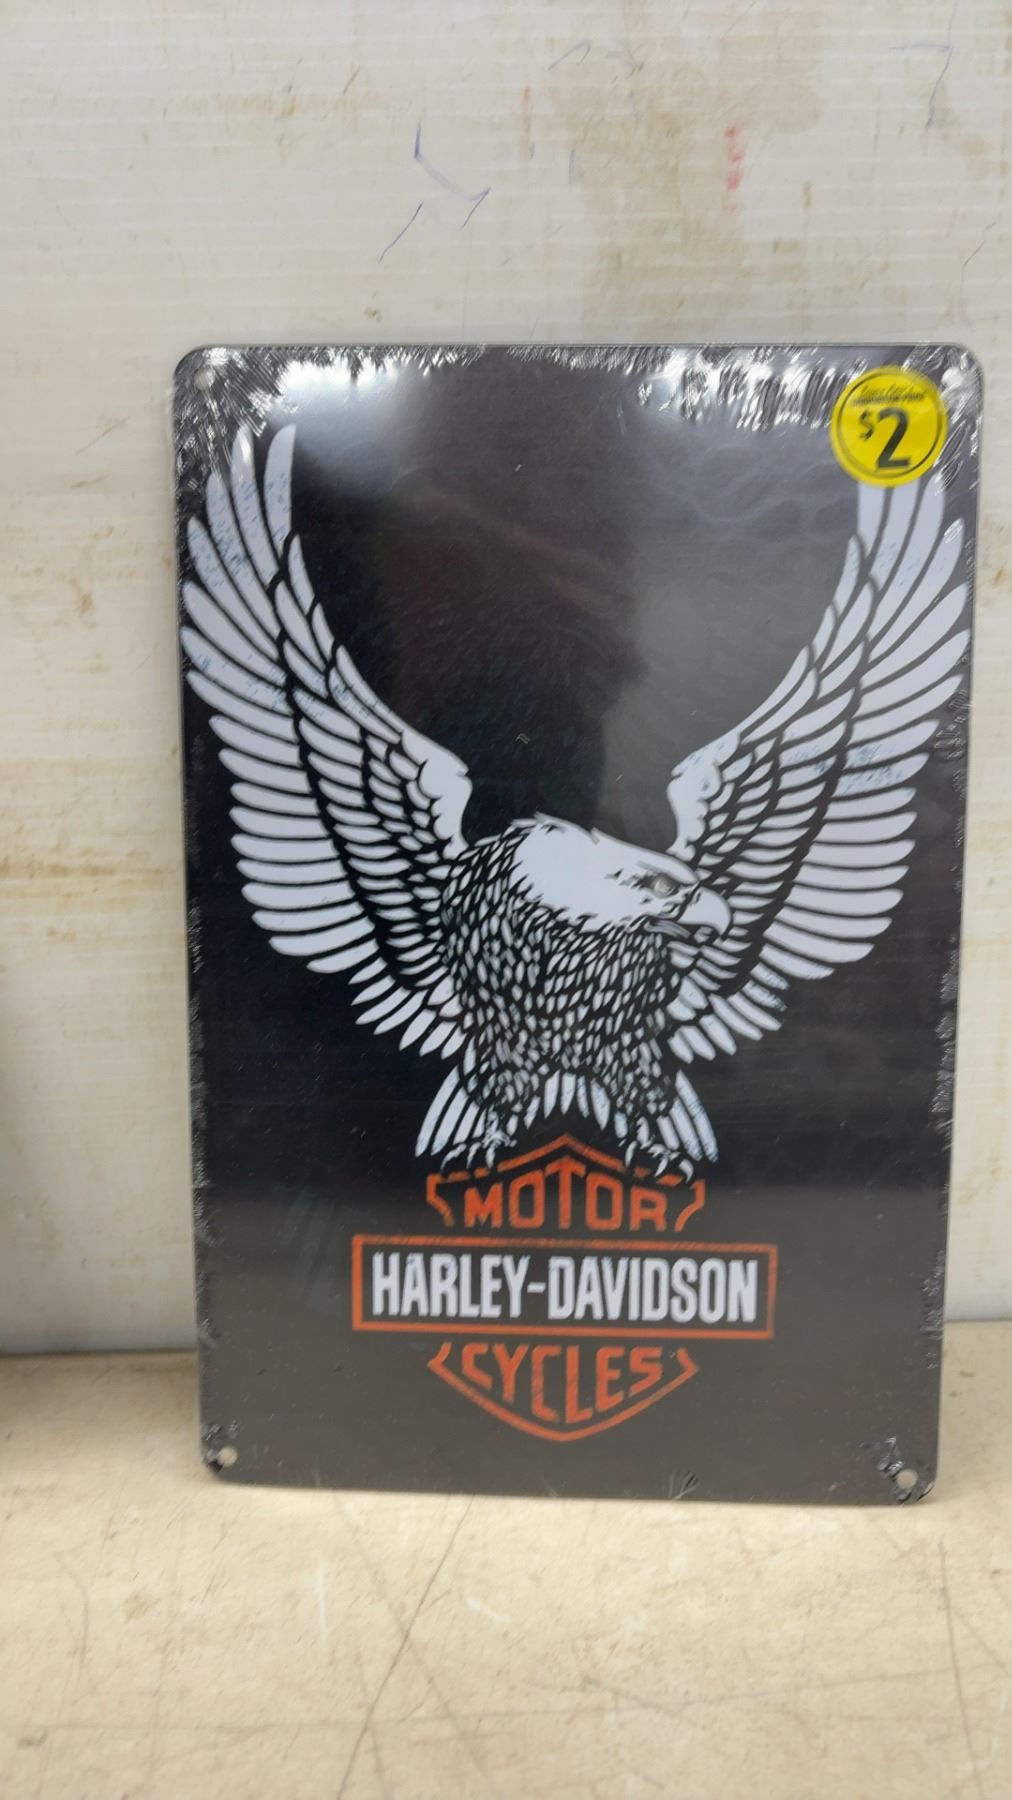 $2
MOTOR
HARLEY-DAVIDSON
CYCLES